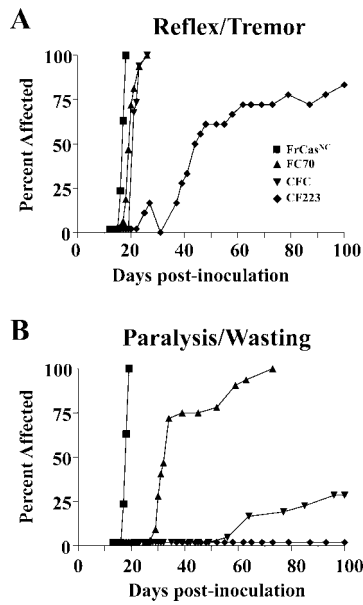 A
Reflex/Tremor
Percent Affected
100
75
50
25
0
FrCasᴺᶜ
FC70
CFC
CF223
0 20 40 60 80 100
Days post-inoculation
B
Paralysis/Wasting
Percent Affected
100
75
50
25
0
0 20 40 60 80 100
Days post-inoculation